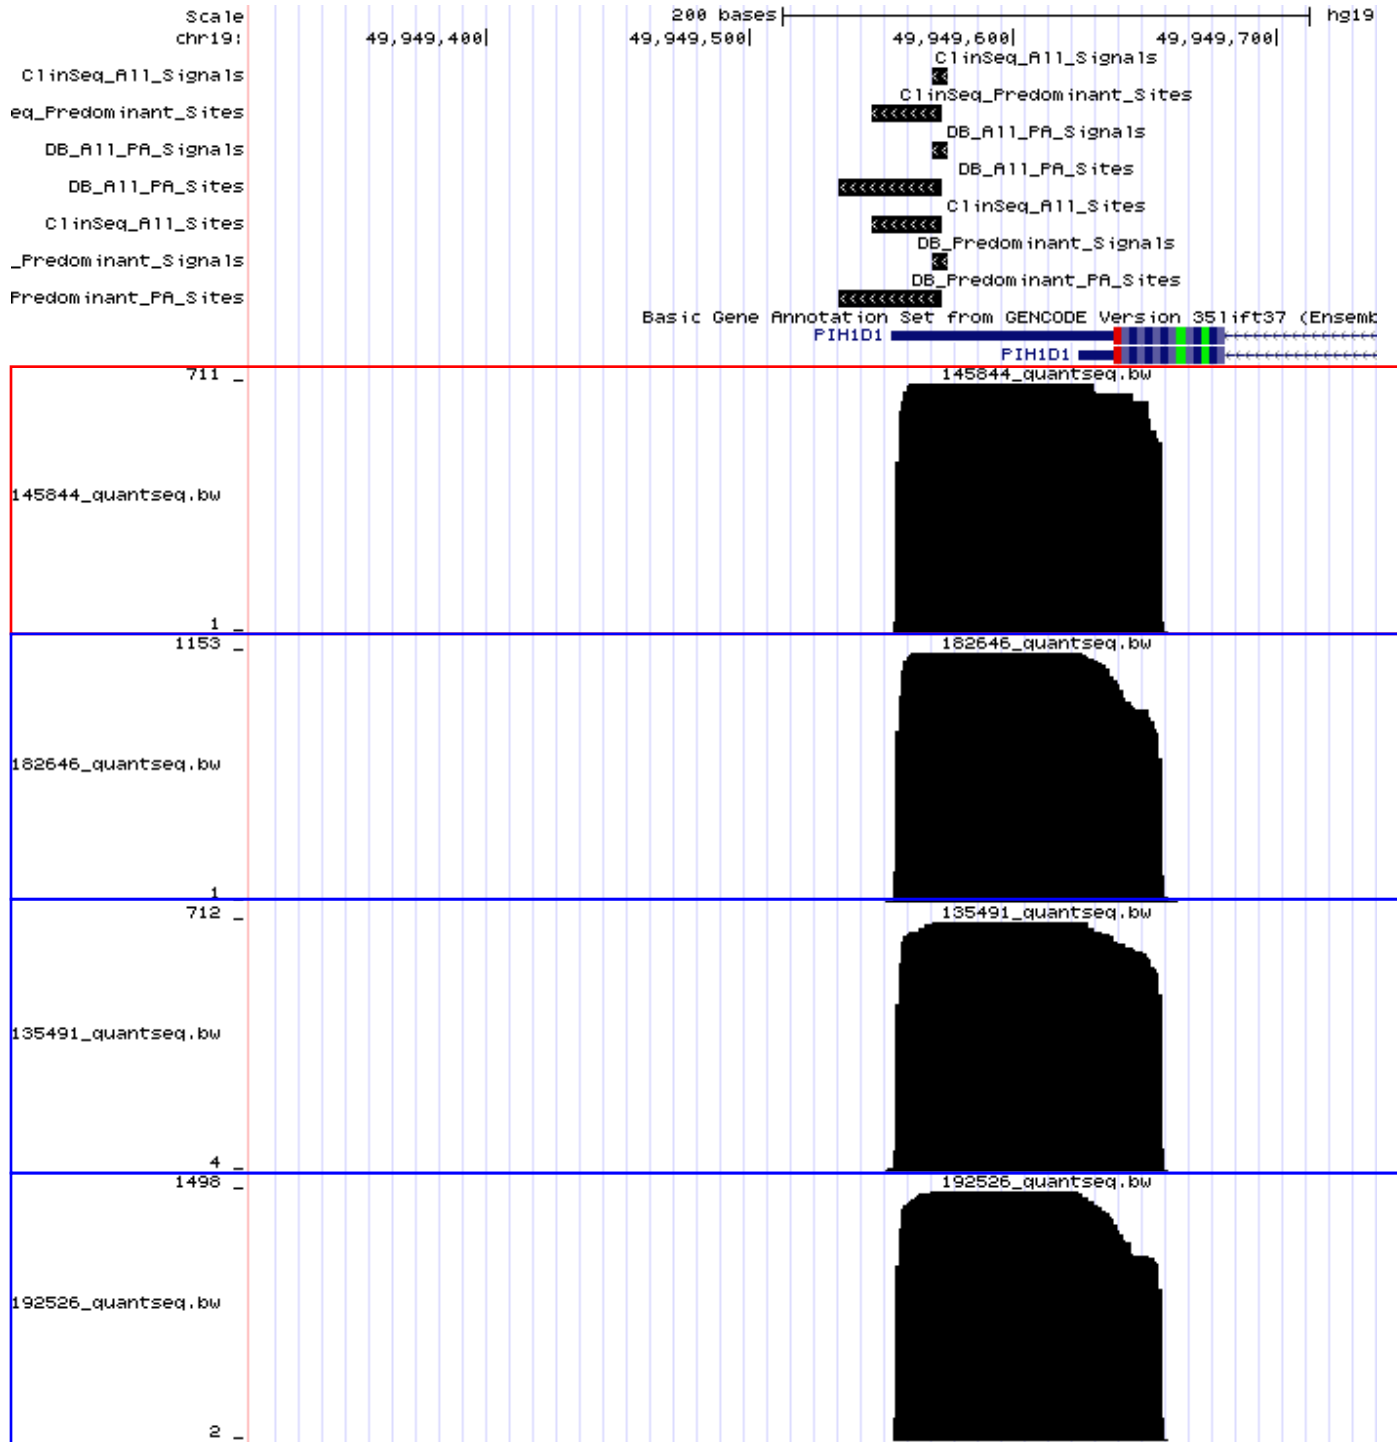 Scale 200 bases hg19
chr19: 49,949,400 49,949,500 49,949,600 49,949,700
ClinSeq_All_Signals
ClinSeq_All_Signals
ClinSeq_Predominant_Sites
eq_Predominant_Sites
DB_All_PA_Signals
DB_All_PA_Signals
DB_All_PA_Sites
DB_All_PA_Sites
ClinSeq_All_Sites
ClinSeq_All_Sites
DB_Predominant_Signals
_Predominant_Signals
DB_Predominant_PA_Sites
Predominant_PA_Sites
Basic Gene Annotation Set from GENCODE Version 35lift37 (Ensemb
PIH1D1
PIH1D1
711 _ 145844_quantseq.bw
145844_quantseq.bw
1 _
1153 _ 182646_quantseq.bw
182646_quantseq.bw
1 _
712 _ 135491_quantseq.bw
135491_quantseq.bw
4 _
1498 _ 192526_quantseq.bw
192526_quantseq.bw
2 _